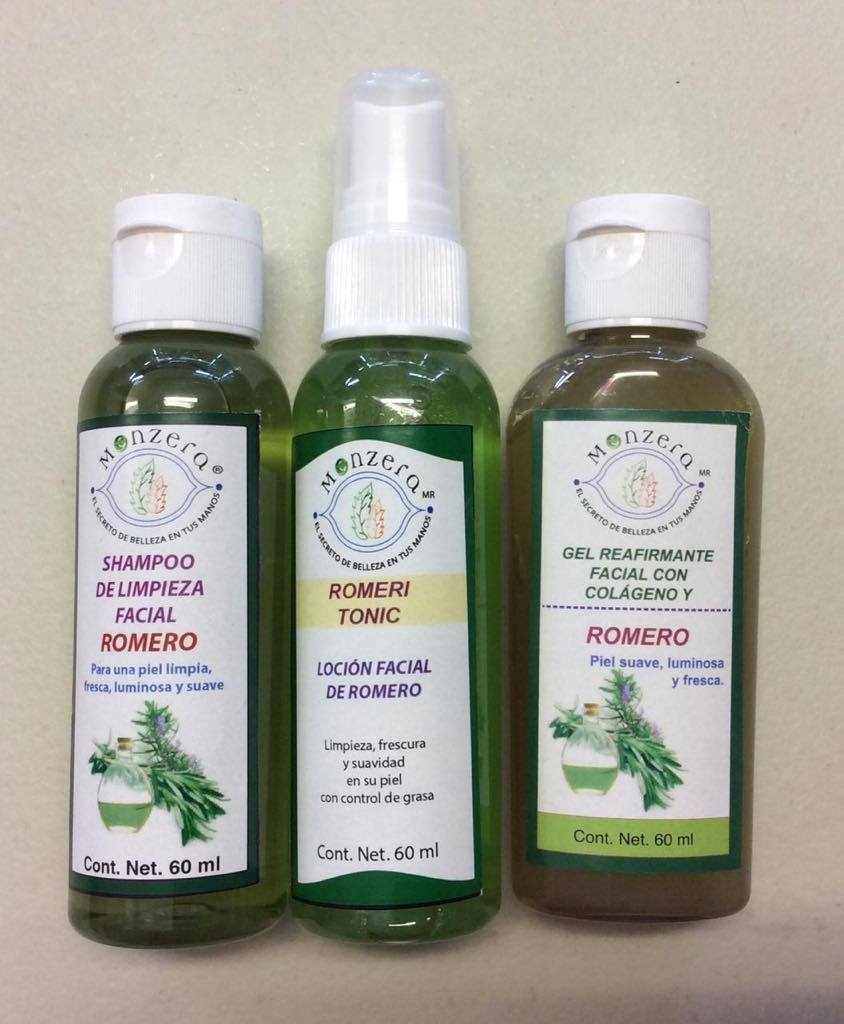 Monzera ®
EL SECRETO DE BELLEZA EN TUS MANOS
SHAMPOO
DE LIMPIEZA
FACIAL
ROMERO
Para una piel limpia,
fresca, luminosa y suave
Cont. Net. 60 ml
Monzera MR
EL SECRETO DE BELLEZA EN TUS MANOS
ROMERI
TONIC
LOCIÓN FACIAL
DE ROMERO
Limpieza, frescura
y suavidad
en su piel
con control de grasa
Cont. Net. 60 ml
Monzera MR
EL SECRETO DE BELLEZA EN TUS MANOS
GEL REAFIRMANTE
FACIAL CON
COLÁGENO Y
ROMERO
Piel suave, luminosa
y fresca.
Cont. Net. 60 ml